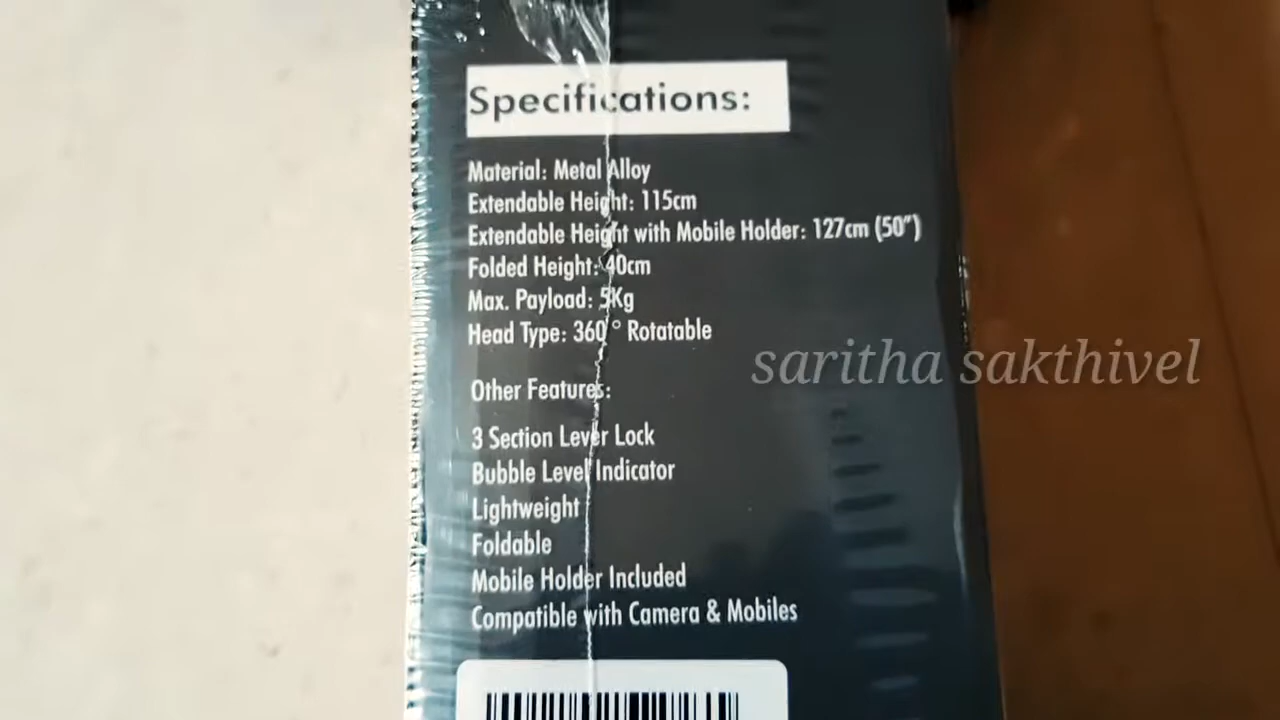 Specifications:
Material: Metal Alloy
Extendable Height: 115cm
Extendable Height with Mobile Holder: 127cm (50")
Folded Height: 40cm
Max. Payload: 5Kg
Head Type: 360° Rotatable
saritha sakthivel
Other Features:
3 Section Lever Lock
Bubble Level Indicator
Lightweight
Foldable
Mobile Holder Included
Compatible with Camera & Mobiles